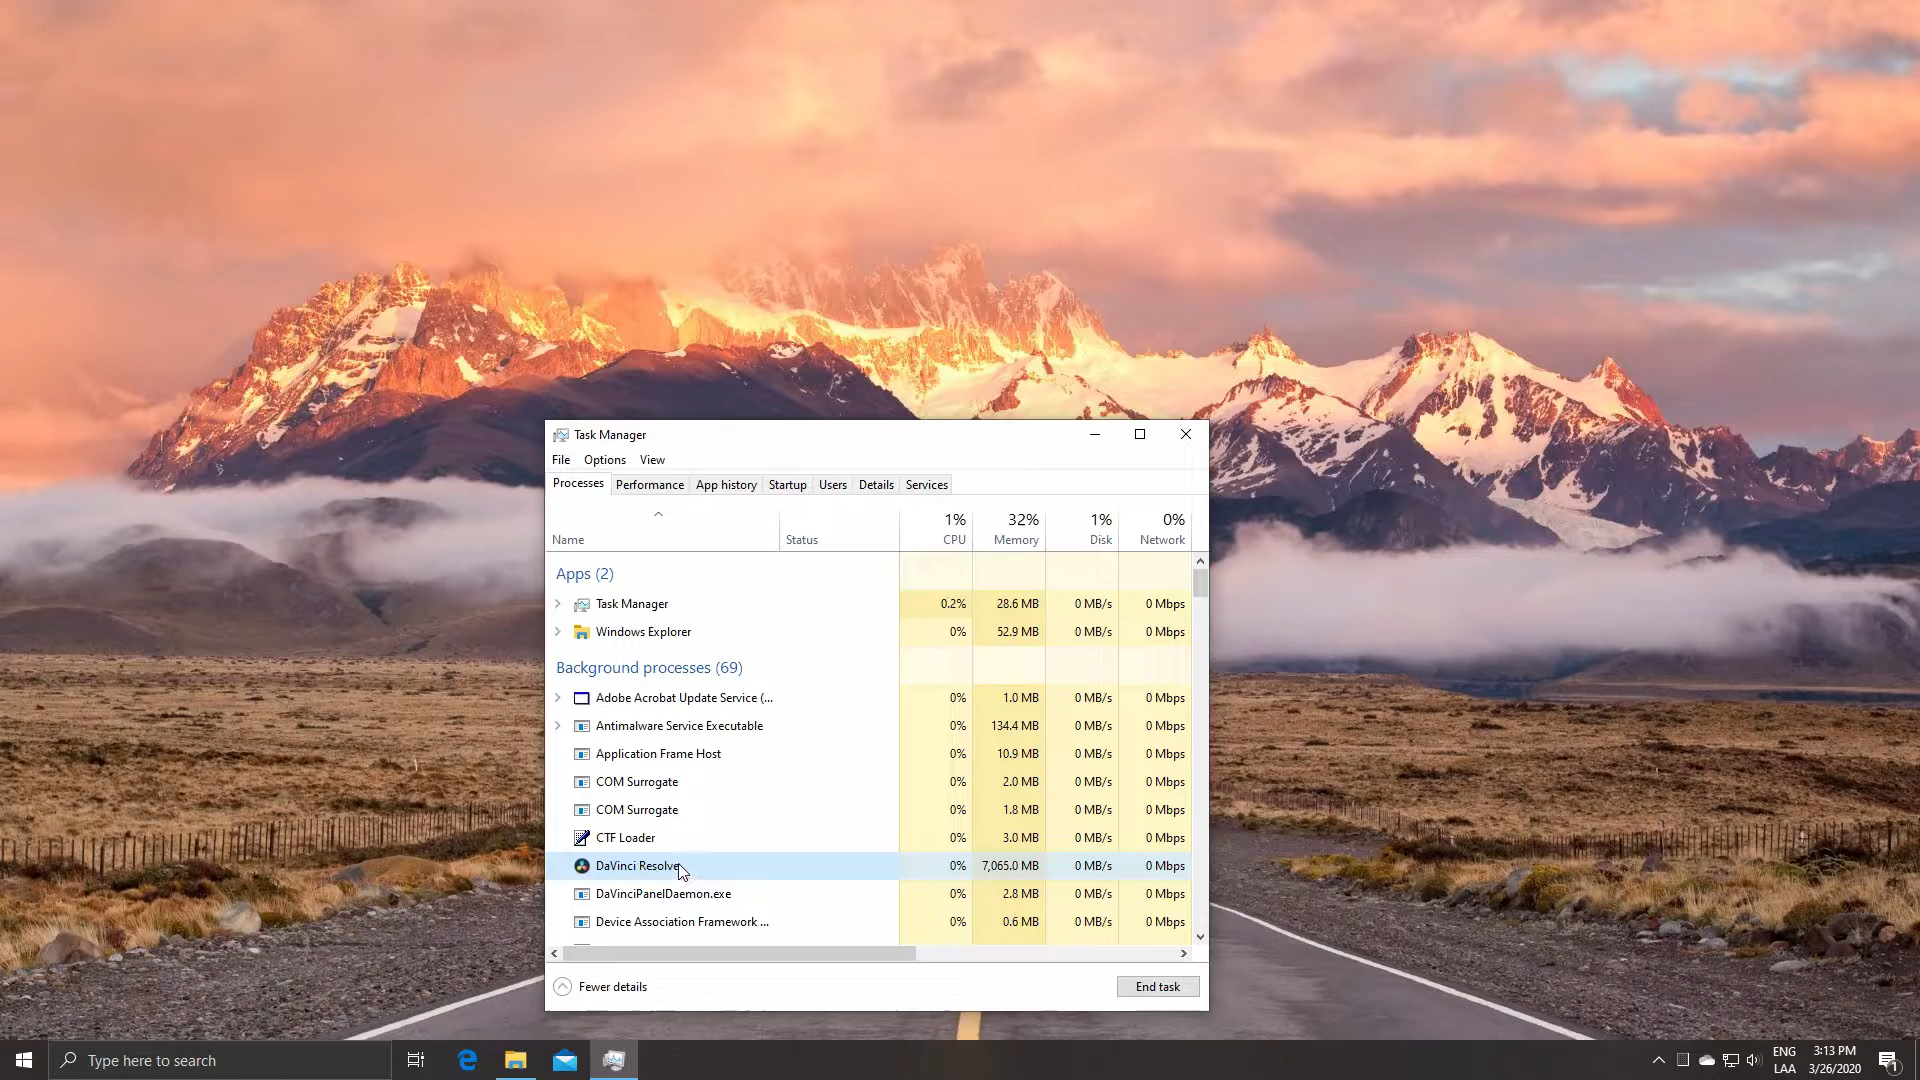 Task Manager
File Options View
Processes Performance App history Startup Users Details Services
1% 32% 1% 0%
Name Status CPU Memory Disk Network
Apps (2)
Task Manager 0.2% 28.6 MB 0 MB/s 0 Mbps
Windows Explorer 0% 52.9 MB 0 MB/s 0 Mbps
Background processes (69)
Adobe Acrobat Update Service (... 0% 1.0 MB 0 MB/s 0 Mbps
Antimalware Service Executable 0% 134.4 MB 0 MB/s 0 Mbps
Application Frame Host 0% 10.9 MB 0 MB/s 0 Mbps
COM Surrogate 0% 2.0 MB 0 MB/s 0 Mbps
COM Surrogate 0% 1.8 MB 0 MB/s 0 Mbps
CTF Loader 0% 3.0 MB 0 MB/s 0 Mbps
DaVinci Resolve 0% 7,065.0 MB 0 MB/s 0 Mbps
DaVinciPanelDaemon.exe 0% 2.8 MB 0 MB/s 0 Mbps
Device Association Framework ... 0% 0.6 MB 0 MB/s 0 Mbps
Fewer details End task
Type here to search ENG 3:13 PM
LAA 3/26/2020 1